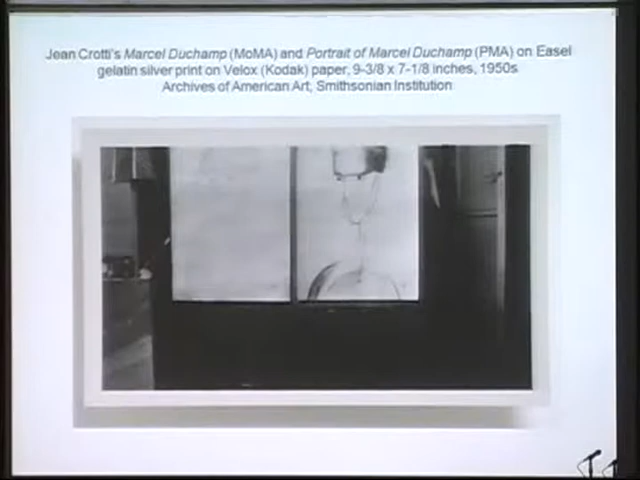 Jean Crotti's Marcel Duchamp (MoMA) and Portrait of Marcel Duchamp (PMA) on Easel
gelatin silver print on Velox (Kodak) paper, 9-3/8 x 7-1/8 inches, 1950s
Archives of American Art, Smithsonian Institution